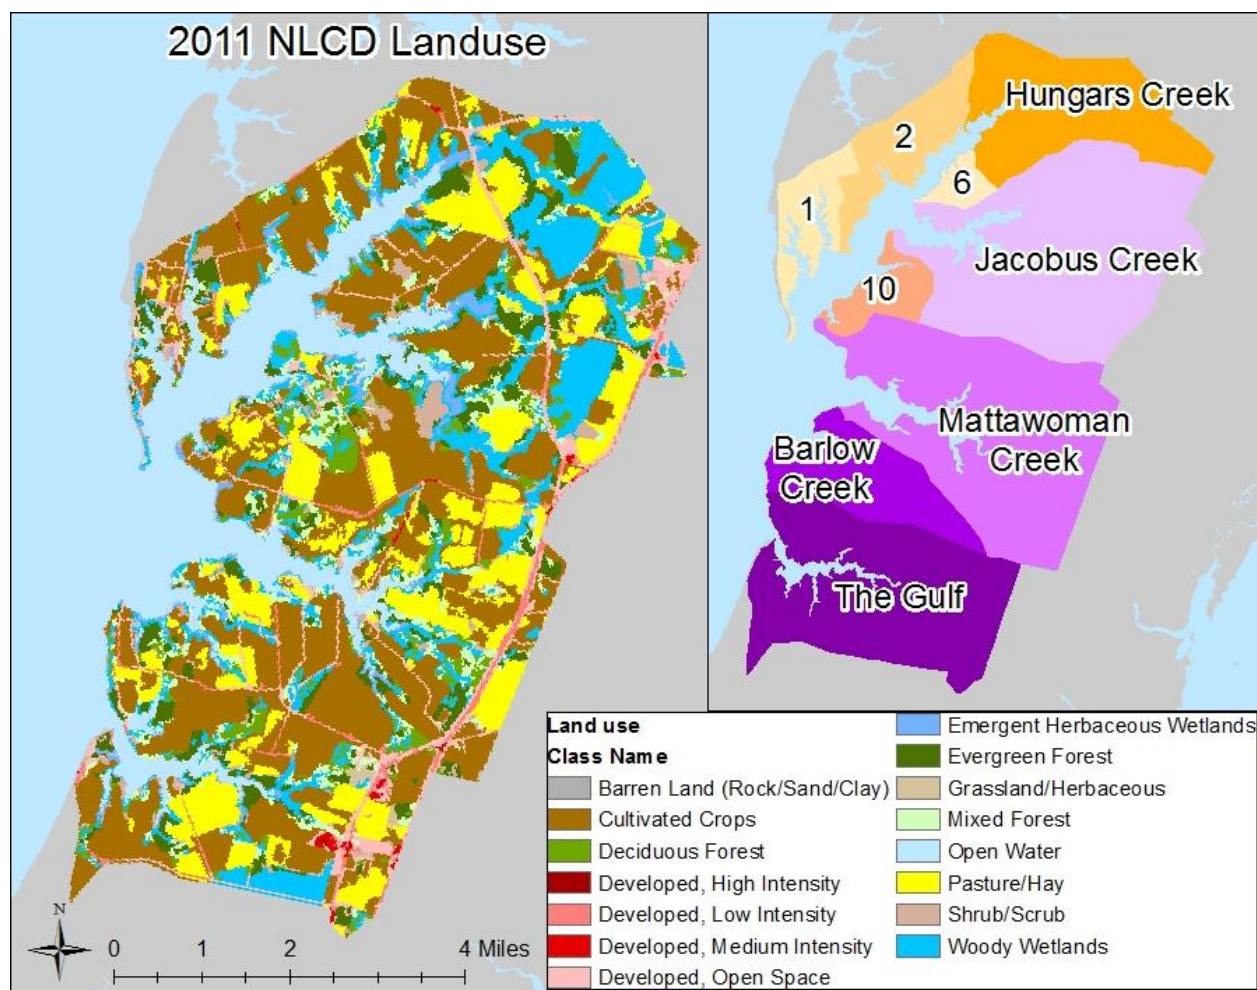 2011 NLCD Landuse
Hungars Creek
2
6
1
Jacobus Creek
10
Mattawoman
Creek
Barlow
Creek
The Gulf
Land use
Class Name
Barren Land (Rock/Sand/Clay)
Cultivated Crops
Deciduous Forest
Developed, High Intensity
Developed, Low Intensity
Developed, Medium Intensity
Developed, Open Space
Emergent Herbaceous Wetlands
Evergreen Forest
Grassland/Herbaceous
Mixed Forest
Open Water
Pasture/Hay
Shrub/Scrub
Woody Wetlands
N
0 1 2 4 Miles